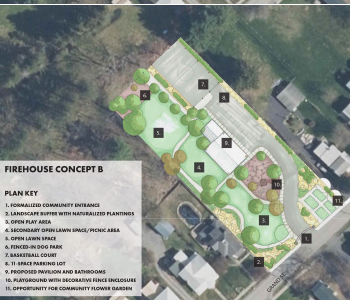 FIREHOUSE CONCEPT B
PLAN KEY
1. FORMALIZED COMMUNITY ENTRANCE
2. LANDSCAPE BUFFER WITH NATURALIZED PLANTINGS
3. OPEN PLAY AREA
4. SECONDARY OPEN LAWN SPACE/PICNIC AREA
5. OPEN LAWN SPACE
6. FENCED-IN DOG PARK
7. BASKETBALL COURT
8. 11-SPACE PARKING LOT
9. PROPOSED PAVILION AND BATHROOMS
10. PLAYGROUND WITH DECORATIVE FENCE ENCLOSURE
11. OPPORTUNITY FOR COMMUNITY FLOWER GARDEN
7.
6.
8.
5.
9.
4.
10.
11.
3.
1.
2.